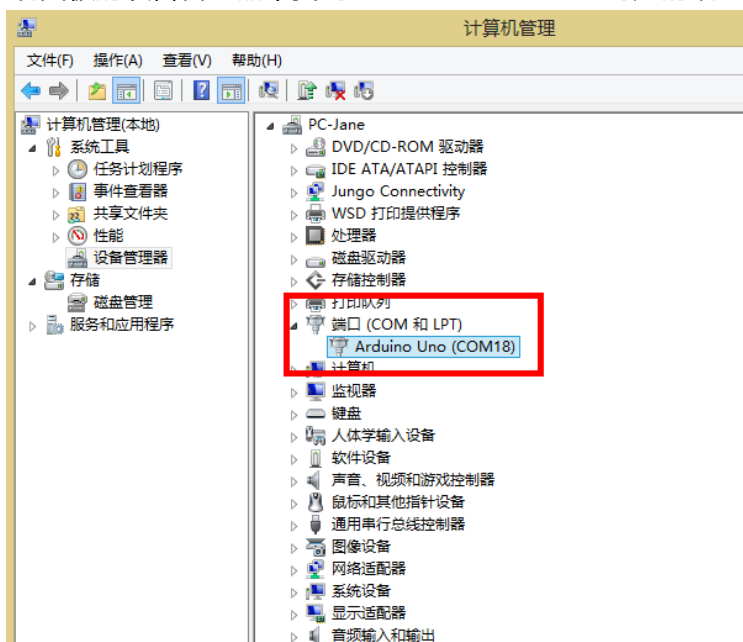 计算机管理
文件(F) 操作(A) 查看(V) 帮助(H)
计算机管理(本地)
系统工具
任务计划程序
事件查看器
共享文件夹
性能
设备管理器
存储
磁盘管理
服务和应用程序
PC-Jane
DVD/CD-ROM 驱动器
IDE ATA/ATAPI 控制器
Jungo Connectivity
WSD 打印提供程序
处理器
磁盘驱动器
存储控制器
打印队列
端口 (COM 和 LPT)
Arduino Uno (COM18)
计算机
监视器
键盘
人体学输入设备
软件设备
声音、视频和游戏控制器
鼠标和其他指针设备
通用串行总线控制器
图像设备
网络适配器
系统设备
显示适配器
音频输入和输出